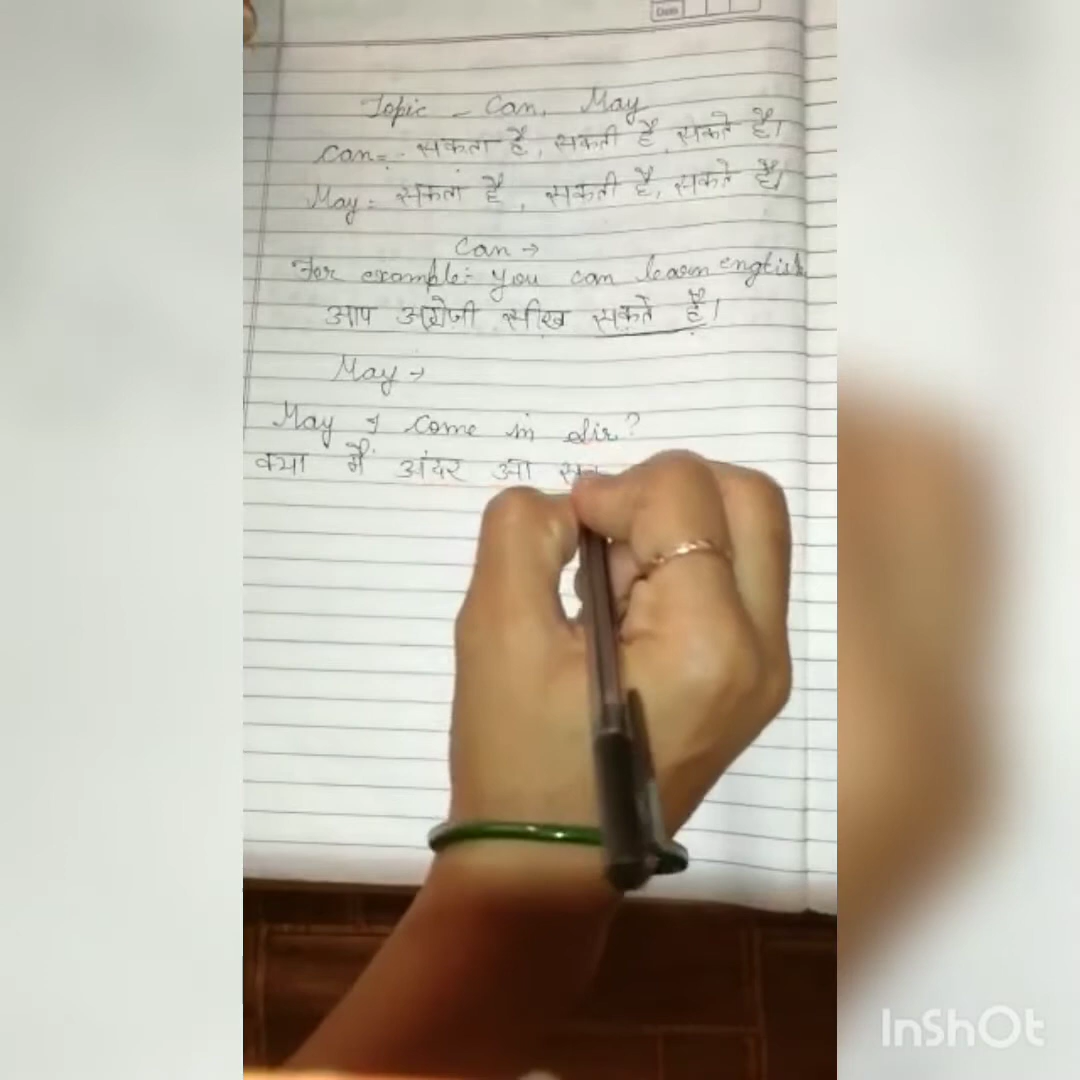 Date
Topic - Can, May
Can = सकता है, सकती है, सकते है।
May = सकता है, सकती है, सकते है।
Can →
For example:- you can learn english
आप अंग्रेजी सीख सकते है।
May →
May I Come in sir?
क्या मैं अंदर आ
InShOt